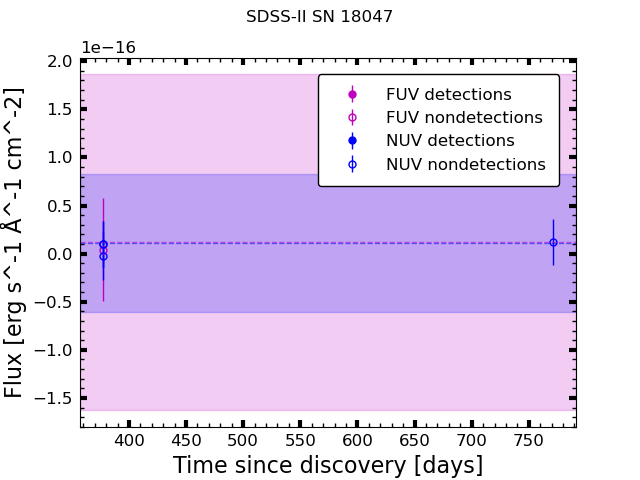 SDSS-II SN 18047
1e−16
2.0
1.5
1.0
0.5
0.0
−0.5
−1.0
−1.5
Flux [erg s^-1 Å^-1 cm^-2]
FUV detections
FUV nondetections
NUV detections
NUV nondetections
400 450 500 550 600 650 700 750
Time since discovery [days]